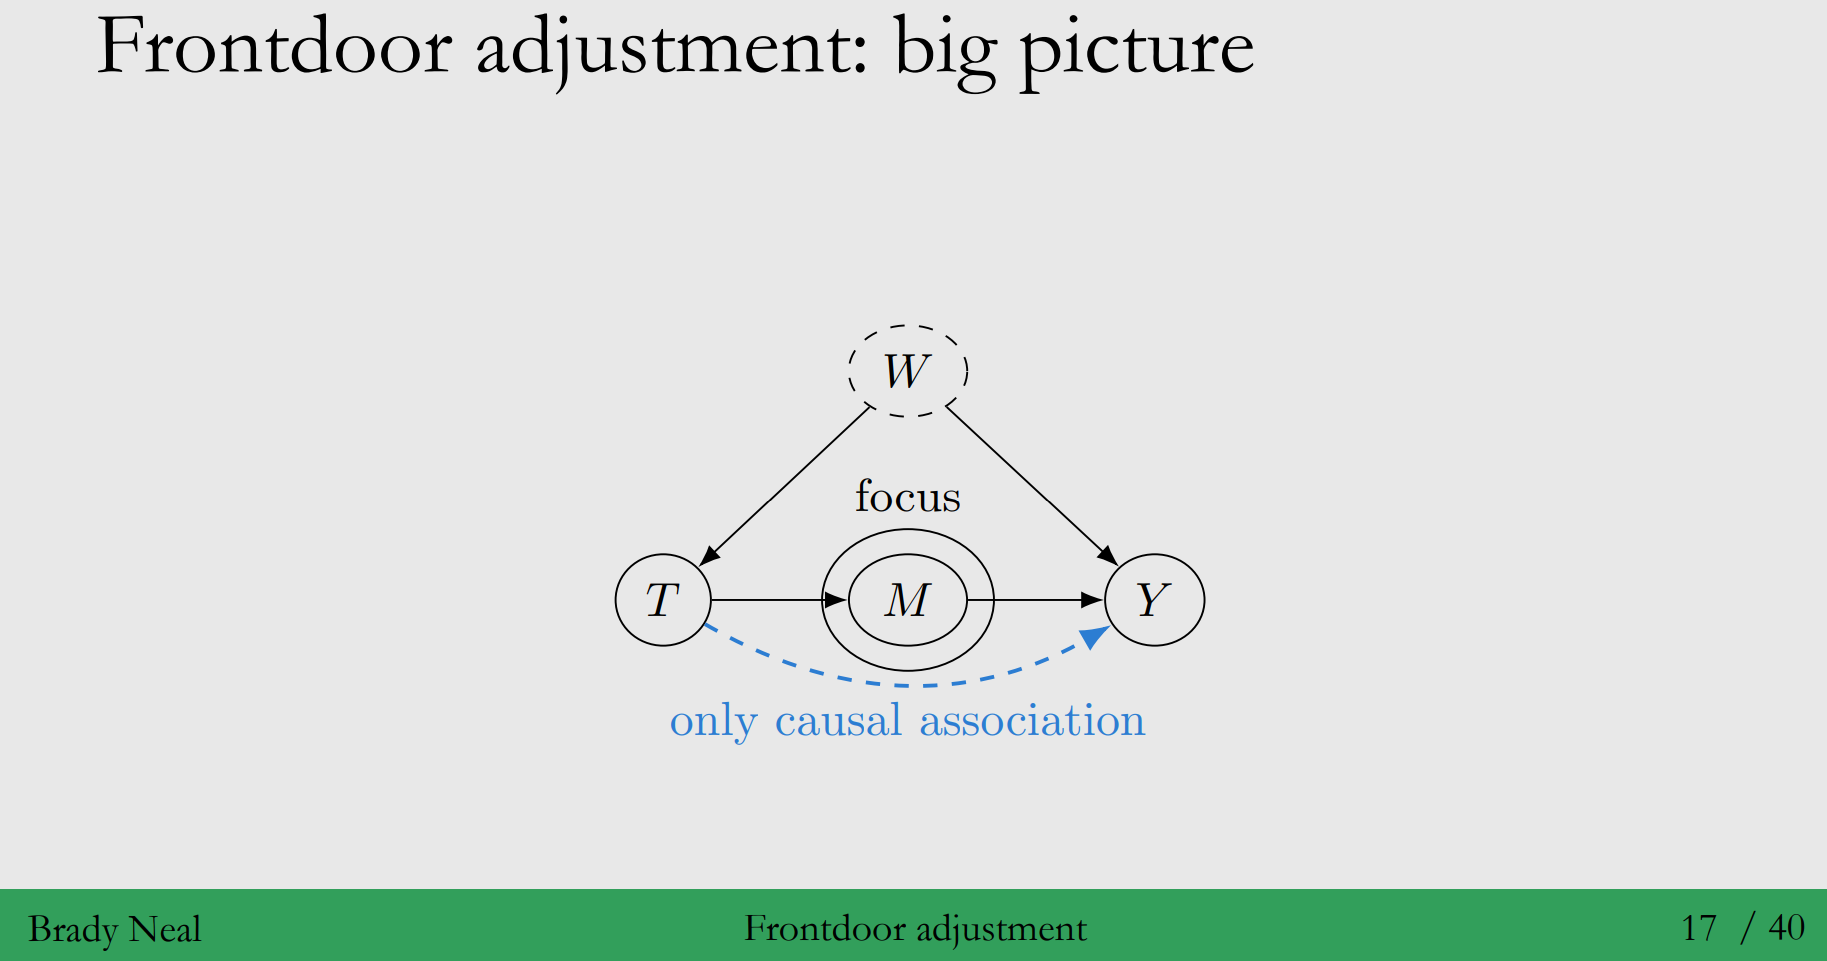 Frontdoor adjustment: big picture
W
focus
T M Y
only causal association
Brady Neal Frontdoor adjustment 17 / 40